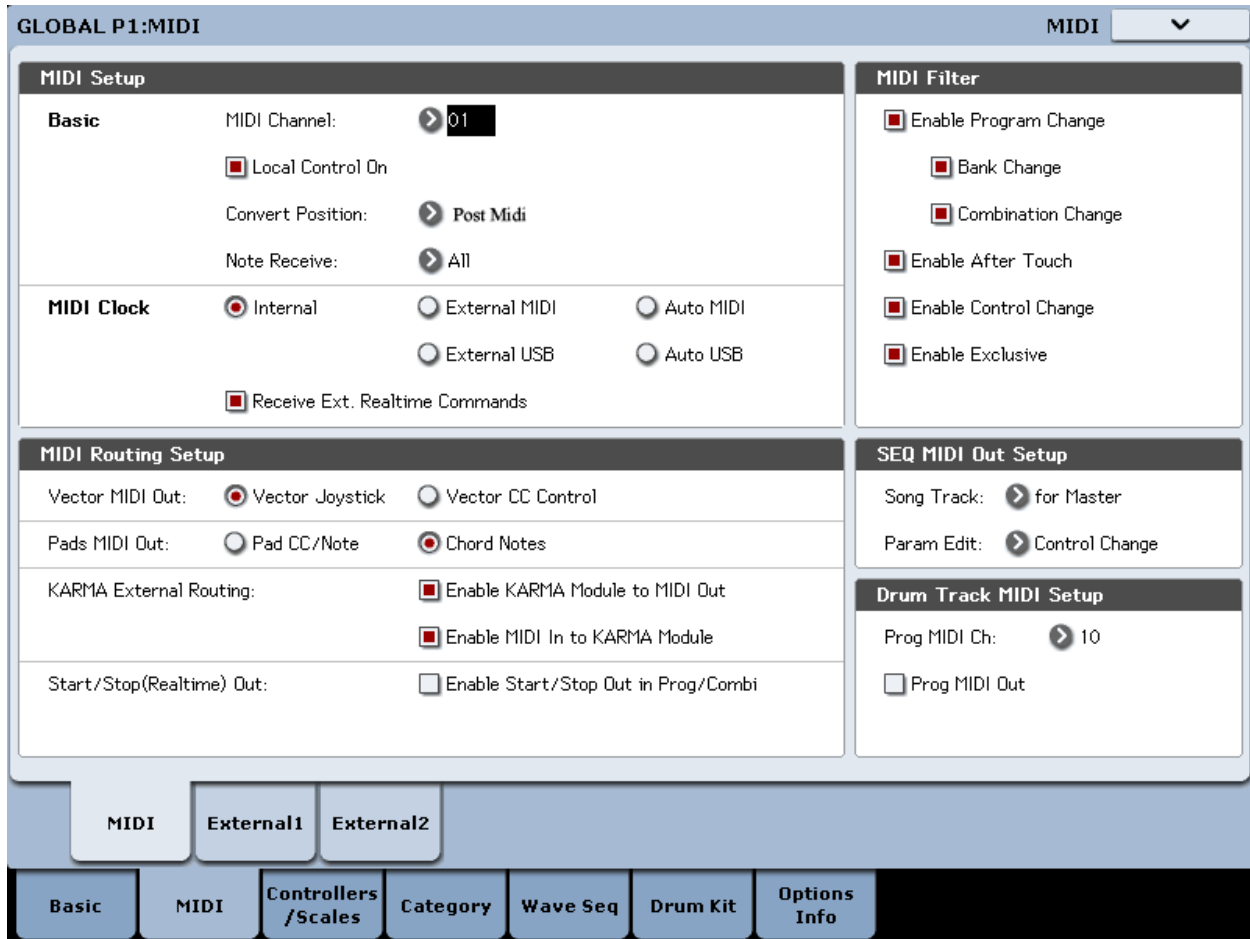 GLOBAL P1:MIDI
MIDI
MIDI Setup
Basic
MIDI Channel:
01
Local Control On
Convert Position:
Post Midi
Note Receive:
All
MIDI Clock
Internal
External MIDI
Auto MIDI
External USB
Auto USB
Receive Ext. Realtime Commands
MIDI Filter
Enable Program Change
Bank Change
Combination Change
Enable After Touch
Enable Control Change
Enable Exclusive
MIDI Routing Setup
Vector MIDI Out:
Vector Joystick
Vector CC Control
Pads MIDI Out:
Pad CC/Note
Chord Notes
KARMA External Routing:
Enable KARMA Module to MIDI Out
Enable MIDI In to KARMA Module
Start/Stop(Realtime) Out:
Enable Start/Stop Out in Prog/Combi
SEQ MIDI Out Setup
Song Track:
for Master
Param Edit:
Control Change
Drum Track MIDI Setup
Prog MIDI Ch:
10
Prog MIDI Out
MIDI
External1
External2
Basic
MIDI
Controllers
/Scales
Category
Wave Seq
Drum Kit
Options
Info